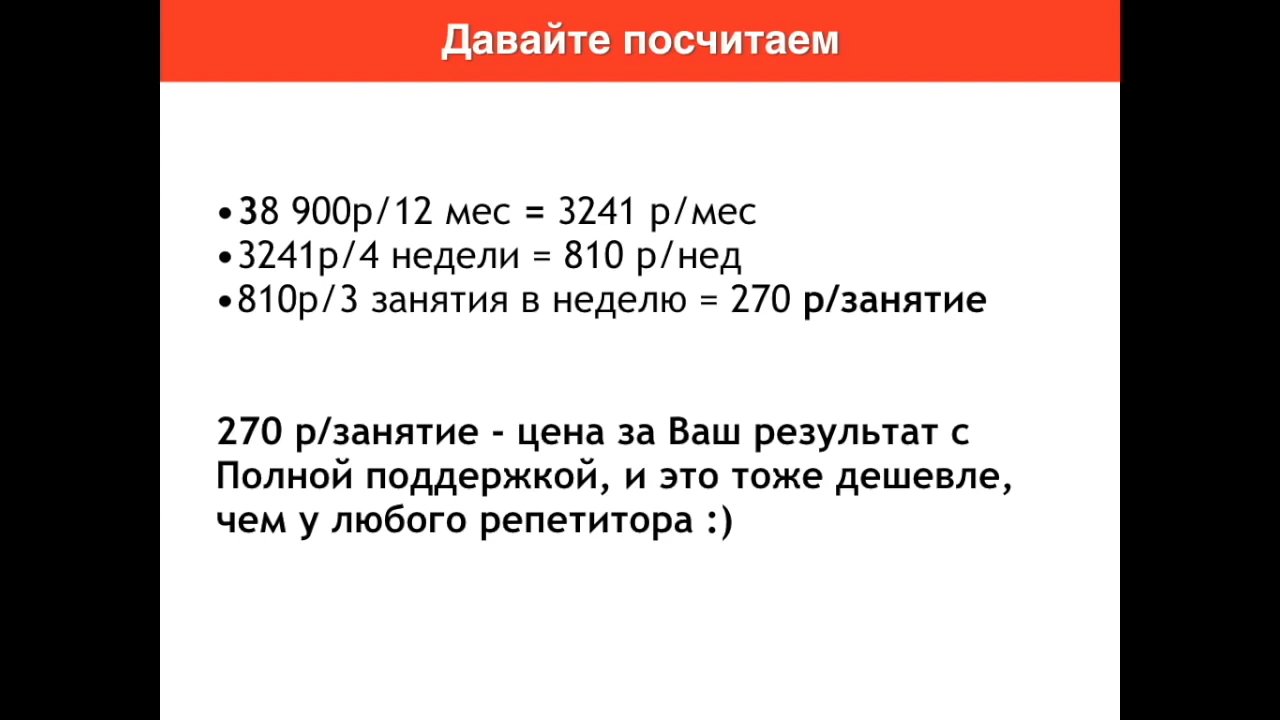 Давайте посчитаем
•38 900р/12 мес = 3241 р/мес
•3241р/4 недели = 810 р/нед
•810р/3 занятия в неделю = 270 р/занятие
270 р/занятие - цена за Ваш результат с
Полной поддержкой, и это тоже дешевле,
чем у любого репетитора :)